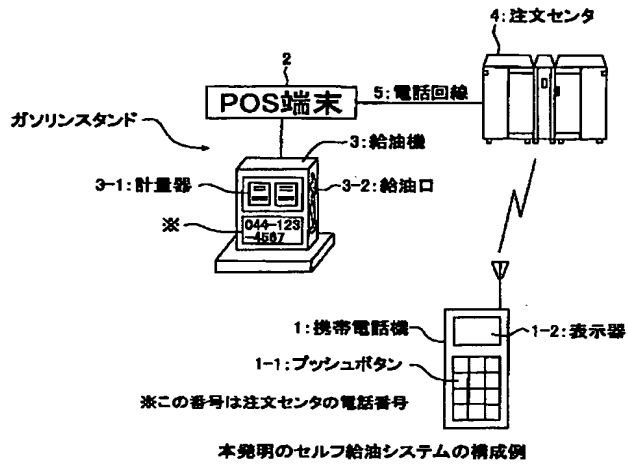 4:注文センタ
2
POS端末
5:電話回線
ガソリンスタンド
3:給油機
3-1:計量器
3-2:給油口
※
044-123
-4567
1:携帯電話機
1-2:表示器
1-1:プッシュボタン
※この番号は注文センタの電話番号
本発明のセルフ給油システムの構成例